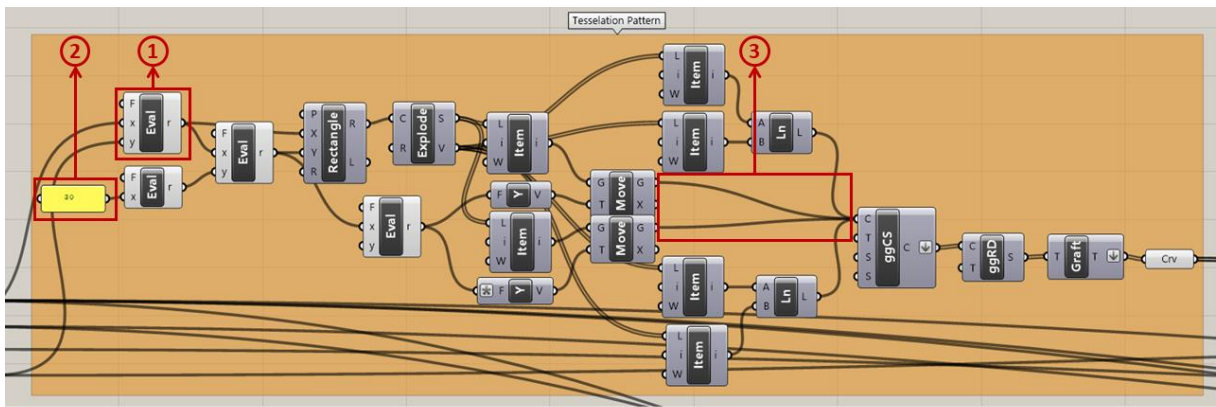 Tesselation Pattern
2
1
3
F
x
y
Eval
r
30
F
x
Eval
r
F
x
y
Eval
r
P
X
Y
R
Rectangle
R
L
C
R
Explode
S
V
F
x
y
Eval
r
L
i
W
Item
i
F
Y
V
L
i
W
Item
i
F
Y
V
G
T
Move
G
X
G
T
Move
G
X
L
i
W
Item
i
L
i
W
Item
i
A
B
Ln
L
L
i
W
Item
i
L
i
W
Item
i
A
B
Ln
L
C
T
S
S
ggCS
C
C
T
ggRD
S
T
Graft
T
Crv